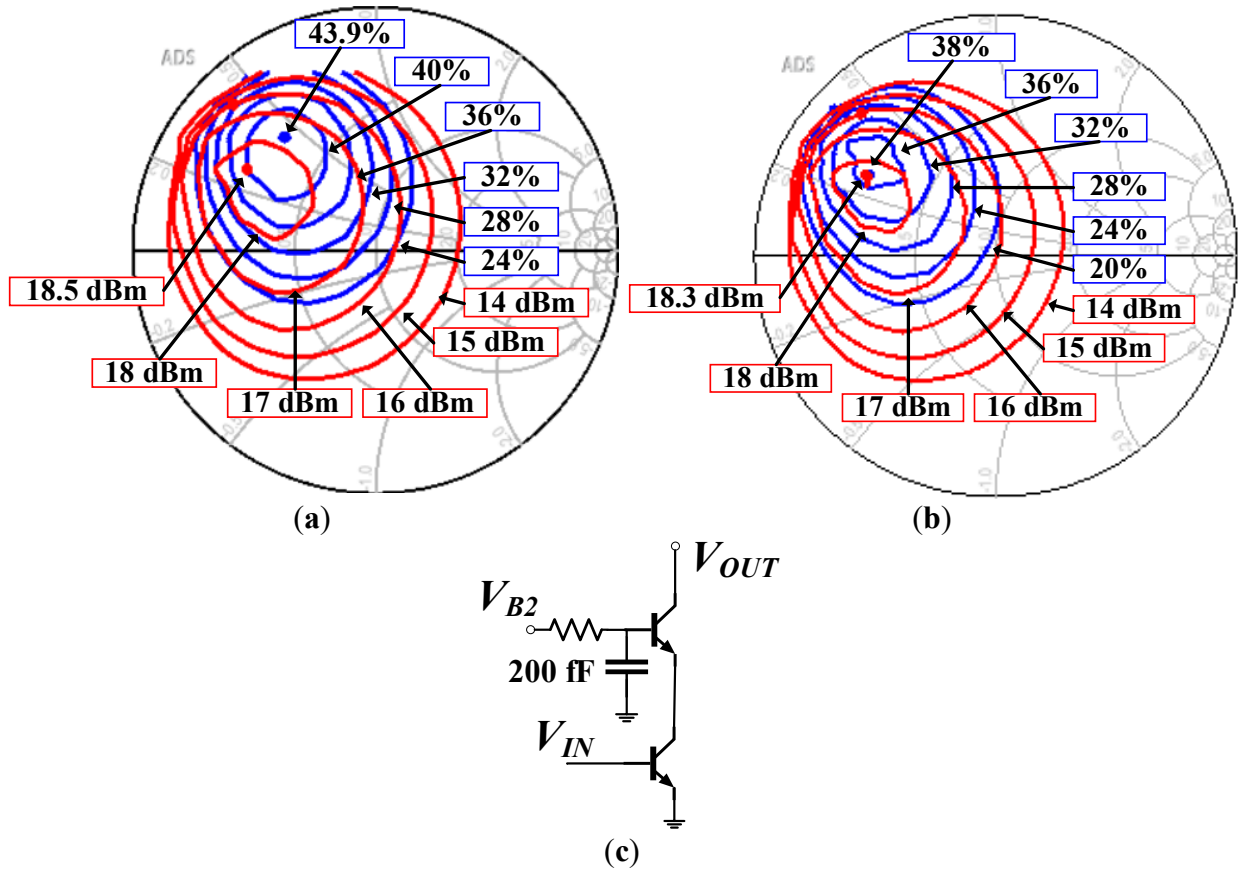 43.9%
ADS
40%
36%
32%
28%
24%
18.5 dBm
14 dBm
15 dBm
18 dBm
17 dBm
16 dBm
(a)
38%
ADS
36%
32%
28%
24%
20%
18.3 dBm
14 dBm
15 dBm
18 dBm
17 dBm
16 dBm
(b)
V_OUT
V_B2
200 fF
V_IN
(c)